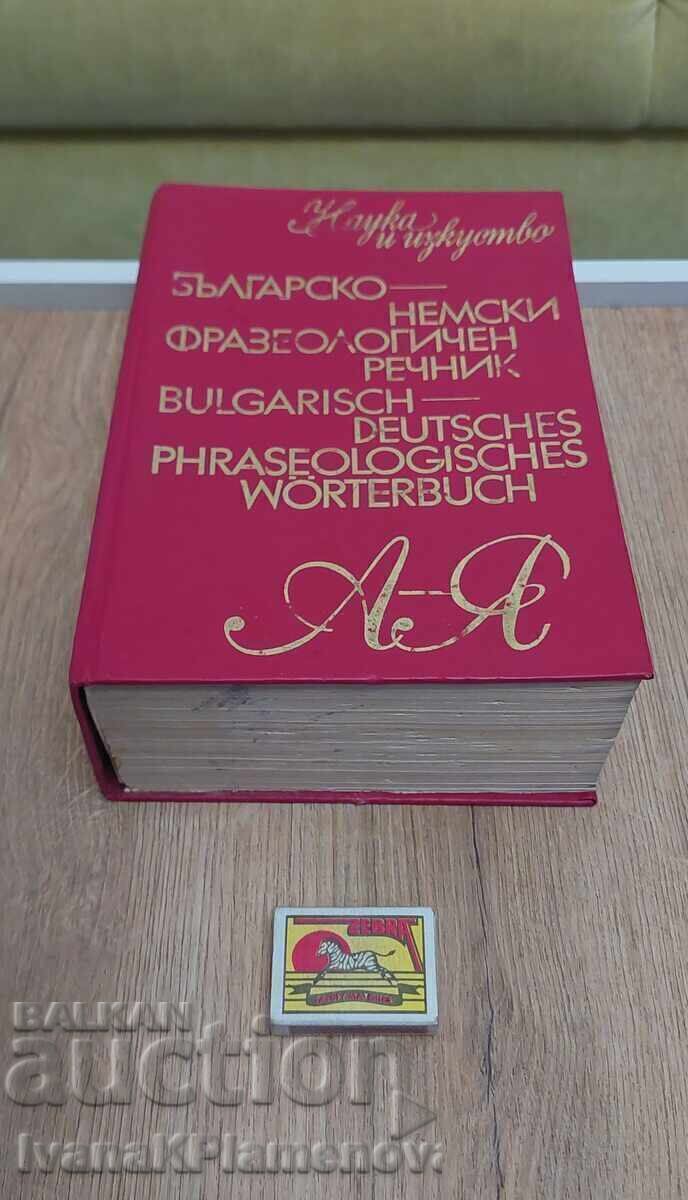 Наука
и изкуство
БЪЛГАРСКО—
НЕМСКИ
ФРАЗЕОЛОГИЧЕН
РЕЧНИК
BULGARISCH—
DEUTSCHES
PHRASEOLOGISCHES
WÖRTERBUCH
А—Я
ZEBRA
BALKAN
auction
IvanaKPlamenov.